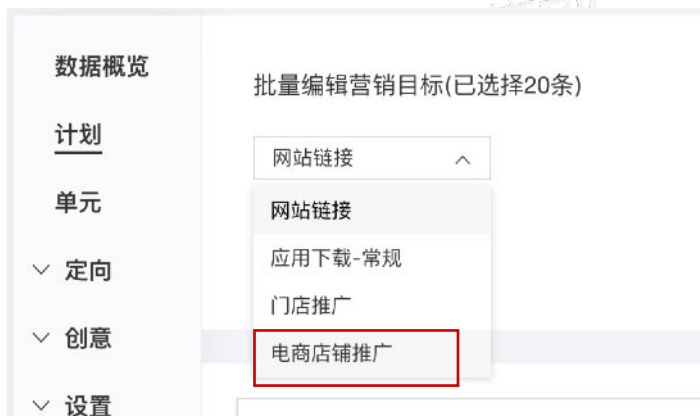 数据概览
计划
单元
定向
创意
设置
批量编辑营销目标(已选择20条)
网站链接
网站链接
应用下载-常规
门店推广
电商店铺推广